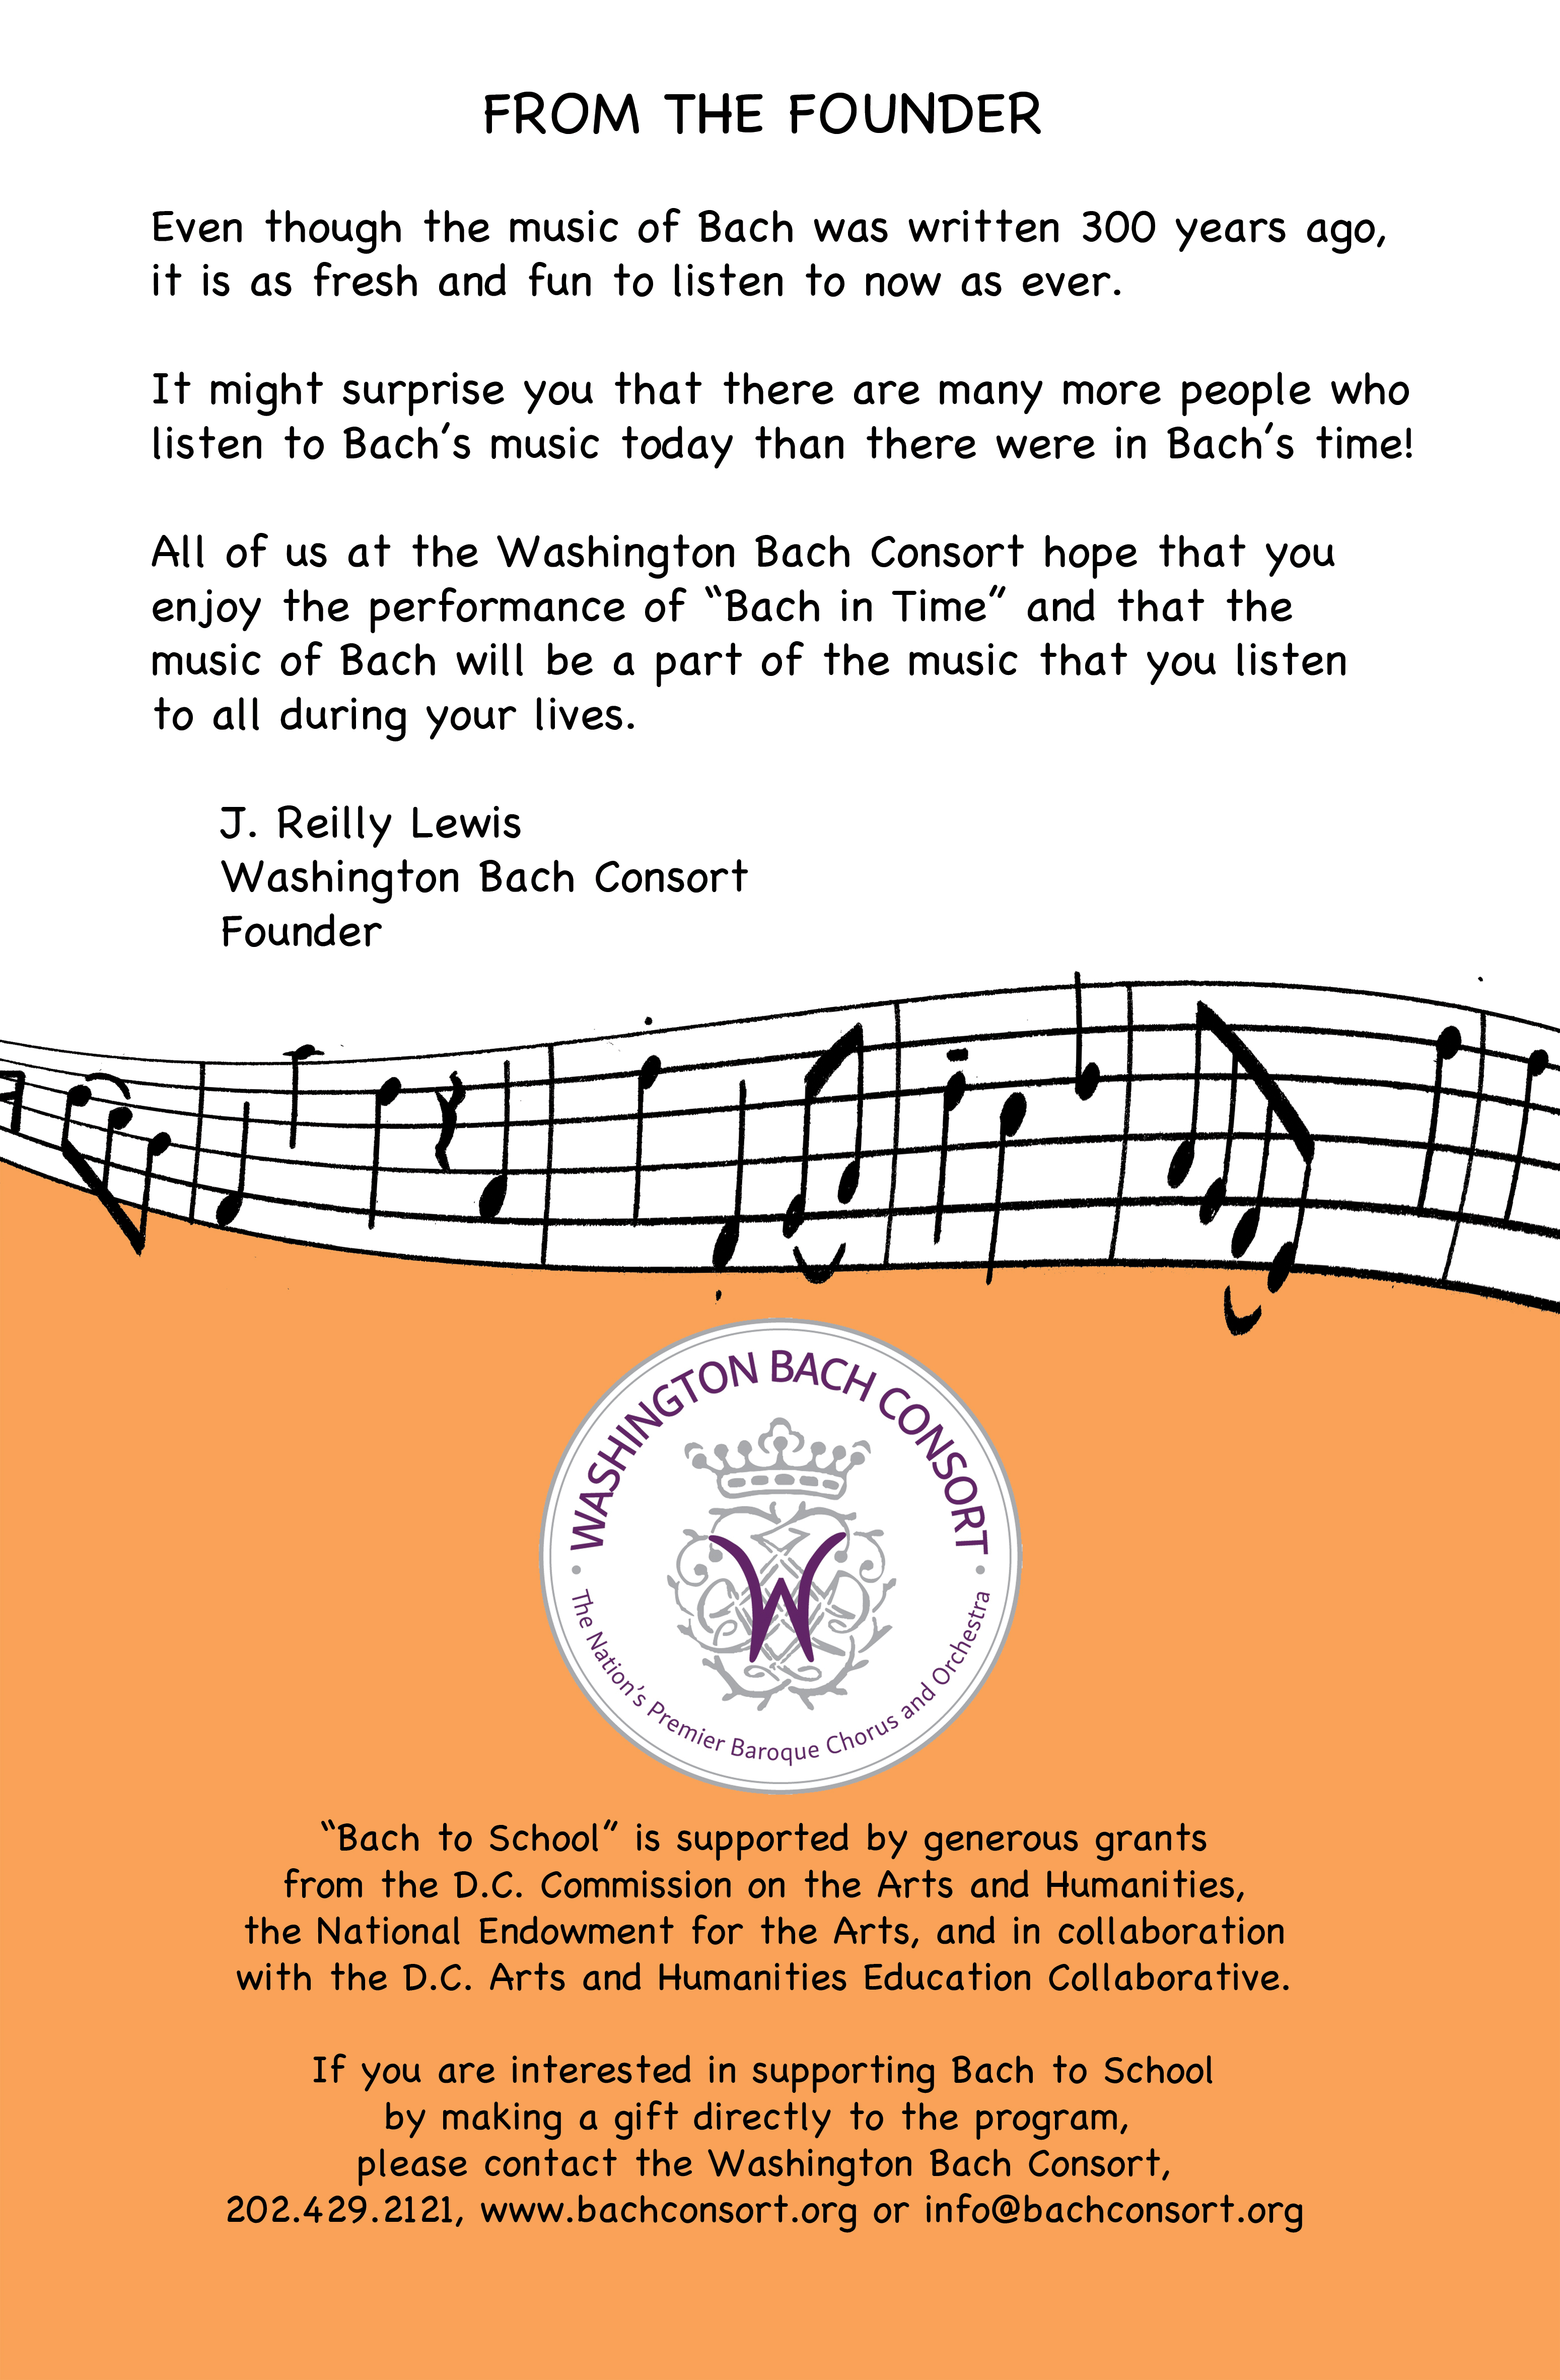 FROM THE FOUNDER
Even though the music of Bach was written 300 years ago,
it is as fresh and fun to listen to now as ever.
It might surprise you that there are many more people who
listen to Bach’s music today than there were in Bach’s time!
All of us at the Washington Bach Consort hope that you
enjoy the performance of “Bach in Time” and that the
music of Bach will be a part of the music that you listen
to all during your lives.
J. Reilly Lewis
Washington Bach Consort
Founder
WASHINGTON BACH CONSORT
W
The Nation’s Premier Baroque Chorus and Orchestra
“Bach to School” is supported by generous grants
from the D.C. Commission on the Arts and Humanities,
the National Endowment for the Arts, and in collaboration
with the D.C. Arts and Humanities Education Collaborative.
If you are interested in supporting Bach to School
by making a gift directly to the program,
please contact the Washington Bach Consort,
202.429.2121, www.bachconsort.org or info@bachconsort.org